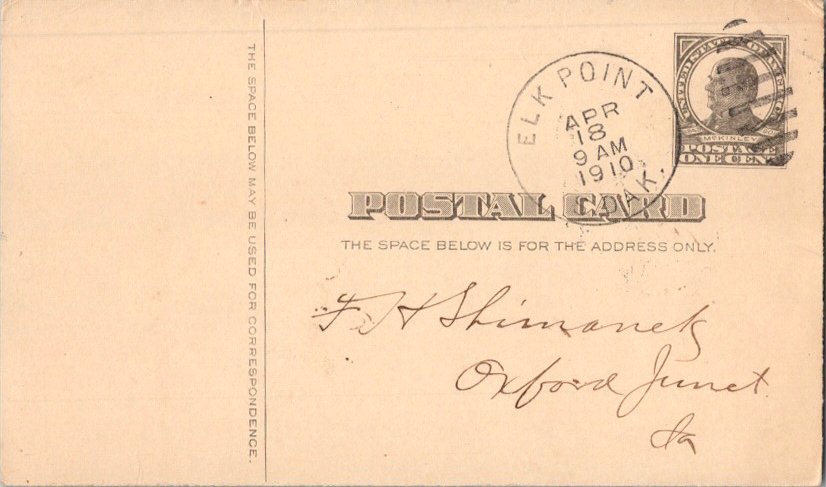 THE SPACE BELOW MAY BE USED FOR CORRESPONDENCE.
ELK POINT
APR
18
9 AM
1910
DAK.
UNITED STATES OF AMERICA
McKINLEY
POSTAGE
ONE CENT
POSTAL CARD
THE SPACE BELOW IS FOR THE ADDRESS ONLY.
F H Shimanek
Oxford Junct.
Ia